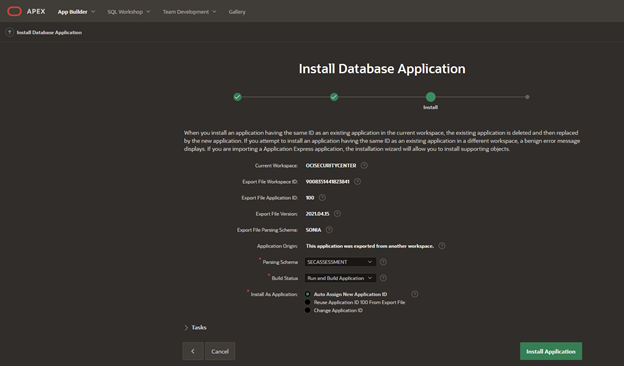 APEX App Builder SQL Workshop Team Development Gallery
Install Database Application
Install Database Application
Install
When you install an application having the same ID as an existing application in the current workspace, the existing application is deleted and then replaced
by the new application. If you attempt to install an application having the same ID as an existing application in a different workspace, a benign error message
displays. If you are importing a Application Express application, the installation wizard will allow you to install supporting objects.
Current Workspace: OCISECURITYCENTER ?
Export File Workspace ID: 9008351441823841 ?
Export File Application ID: 100 ?
Export File Version: 2021.04.15 ?
Export File Parsing Schema: SONIA ?
Application Origin: This application was exported from another workspace. ?
* Parsing Schema SECASSESSMENT ?
* Build Status Run and Build Application ?
* Install As Application: Auto Assign New Application ID ?
Reuse Application ID 100 From Export File
Change Application ID
Tasks
Cancel Install Application